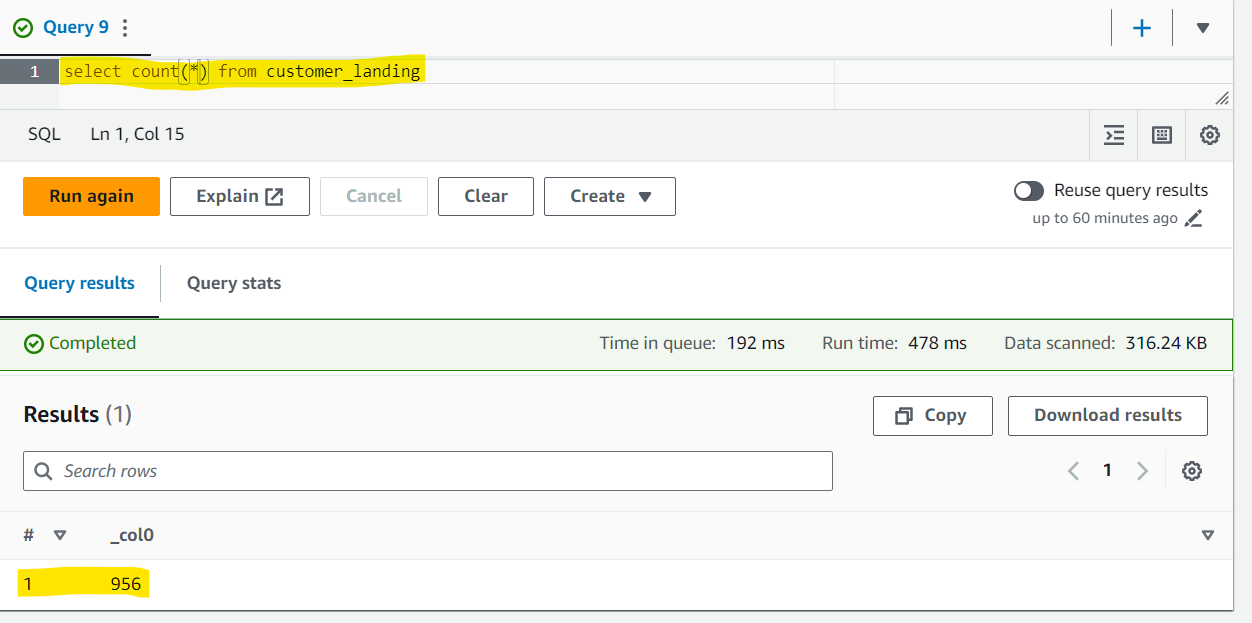 Query 9
1 select count(*) from customer_landing
SQL Ln 1, Col 15
Run again Explain Cancel Clear Create Reuse query results
up to 60 minutes ago
Query results Query stats
Completed Time in queue: 192 ms Run time: 478 ms Data scanned: 316.24 KB
Results (1) Copy Download results
Search rows 1
# _col0
1 956